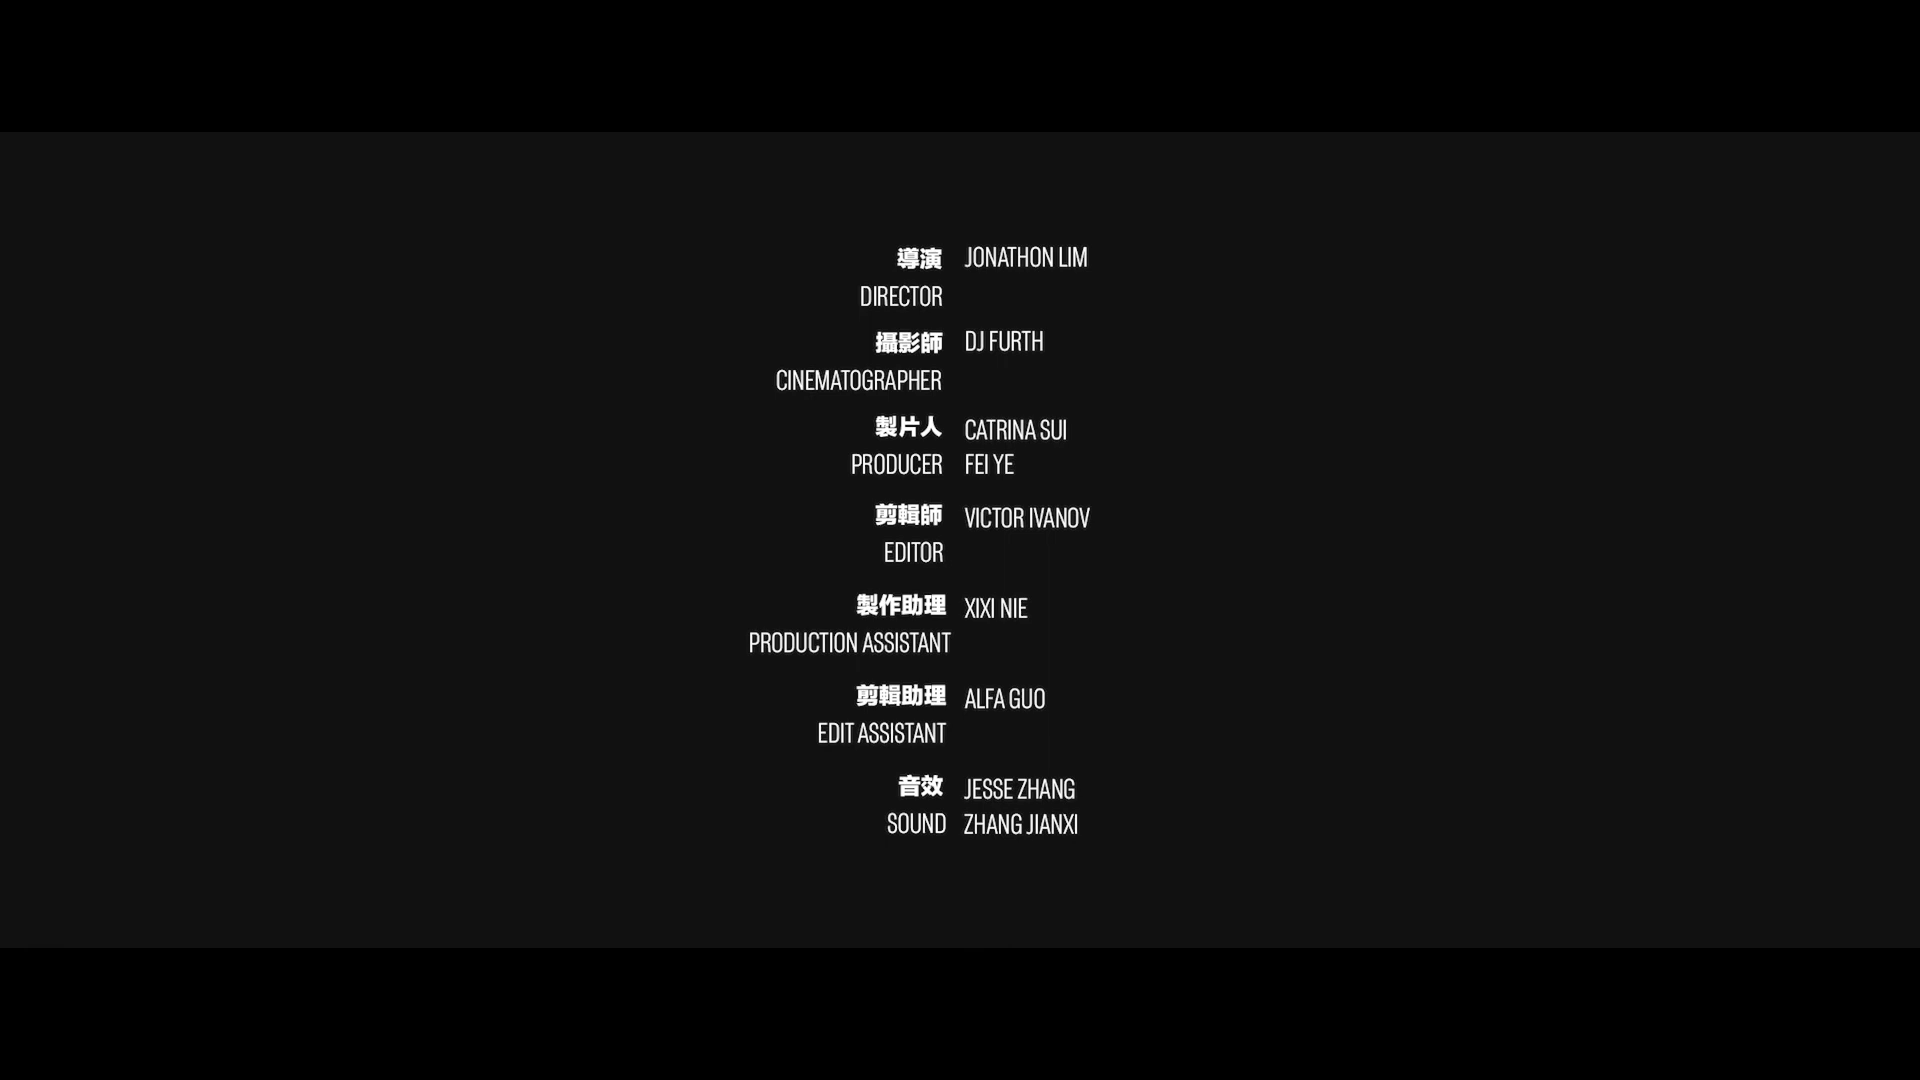 導演 JONATHON LIM
DIRECTOR
攝影師 DJ FURTH
CINEMATOGRAPHER
製片人 CATRINA SUI
PRODUCER FEI YE
剪輯師 VICTOR IVANOV
EDITOR
製作助理 XIXI NIE
PRODUCTION ASSISTANT
剪輯助理 ALFA GUO
EDIT ASSISTANT
音效 JESSE ZHANG
SOUND ZHANG JIANXI